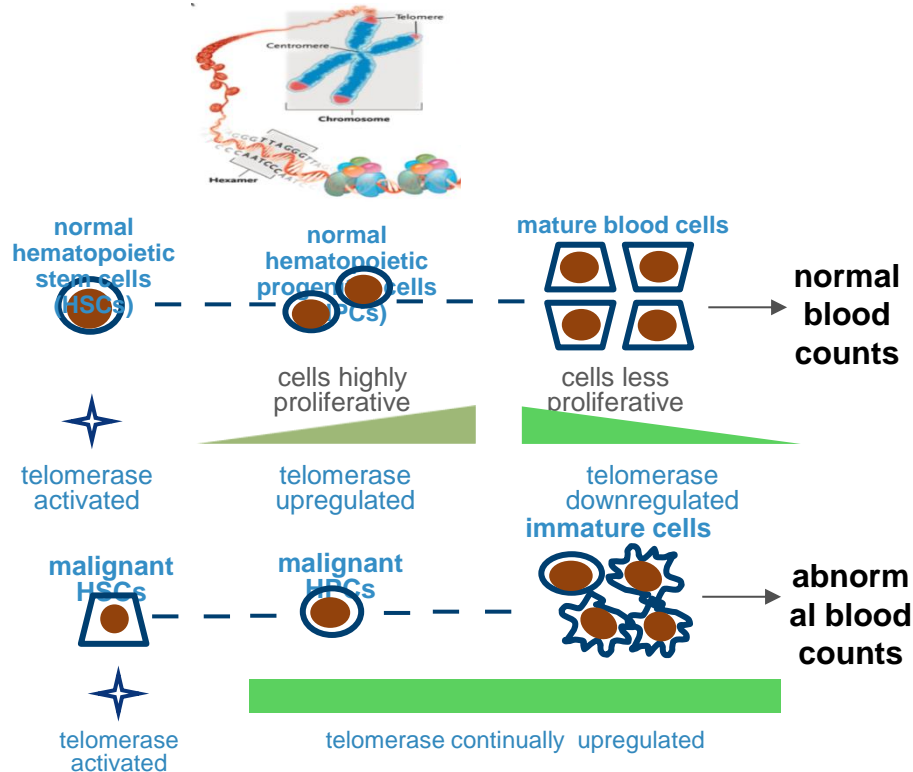 Telomere
Centromere
Chromosome
GGGTTAGGGTTAG
CCCAATCCCAATC
Hexamer
normal
hematopoietic
stem cells
(HSCs)
normal
hematopoietic
cells
mature blood cells
normal
blood
counts
cells highly
proliferative
cells less
proliferative
telomerase
activated
telomerase
upregulated
telomerase
downregulated
malignant
HSCs
malignant
HPCs
immature cells
abnorm
al blood
counts
telomerase
activated
telomerase continually upregulated